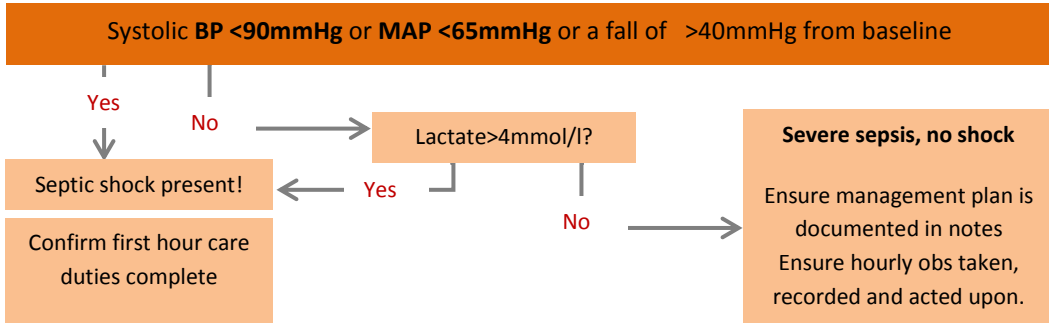 Systolic BP <90mmHg or MAP <65mmHg or a fall of >40mmHg from baseline
Yes
No
Lactate>4mmol/l?
Septic shock present!
Yes
No
Confirm first hour care
duties complete
Severe sepsis, no shock
Ensure management plan is
documented in notes
Ensure hourly obs taken,
recorded and acted upon.